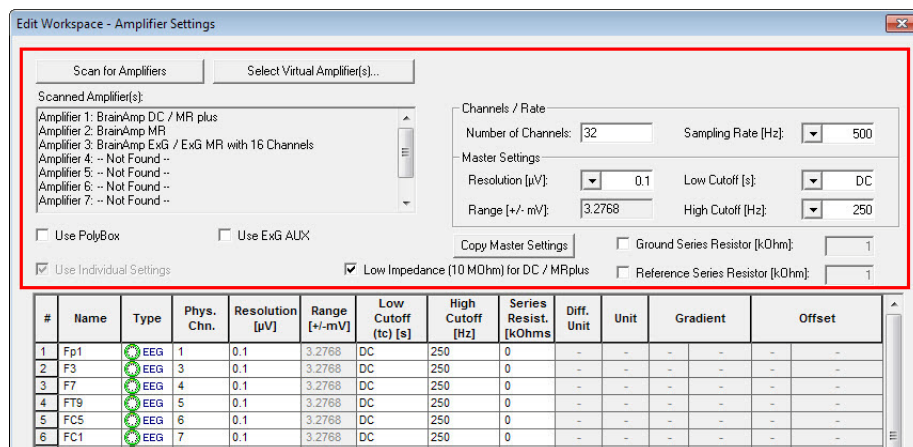 Edit Workspace - Amplifier Settings
Scan for Amplifiers
Select Virtual Amplifier(s)...
Scanned Amplifier(s):
Amplifier 1: BrainAmp DC / MR plus
Amplifier 2: BrainAmp MR
Amplifier 3: BrainAmp ExG / ExG MR with 16 Channels
Amplifier 4: -- Not Found --
Amplifier 5: -- Not Found --
Amplifier 6: -- Not Found --
Amplifier 7: -- Not Found --
Channels / Rate
Number of Channels: 32 Sampling Rate [Hz]: 500
Master Settings
Resolution [µV]: 0.1 Low Cutoff [s]: DC
Range [+/- mV]: 3.2768 High Cutoff [Hz]: 250
Use PolyBox Use ExG AUX
Copy Master Settings Ground Series Resistor [kOhm]: 1
Use Individual Settings Low Impedance (10 MOhm) for DC / MRplus Reference Series Resistor [kOhm]: 1
# Name Type Phys. Chn. Resolution [µV] Range [+/-mV] Low Cutoff (tc) [s] High Cutoff [Hz] Series Resist. [kOhms Diff. Unit Unit Gradient Offset
1 Fp1 EEG 1 0.1 3.2768 DC 250 0 - - - - - -
2 F3 EEG 3 0.1 3.2768 DC 250 0 - - - - - -
3 F7 EEG 4 0.1 3.2768 DC 250 0 - - - - - -
4 FT9 EEG 5 0.1 3.2768 DC 250 0 - - - - - -
5 FC5 EEG 6 0.1 3.2768 DC 250 0 - - - - - -
6 FC1 EEG 7 0.1 3.2768 DC 250 0 - - - - - -